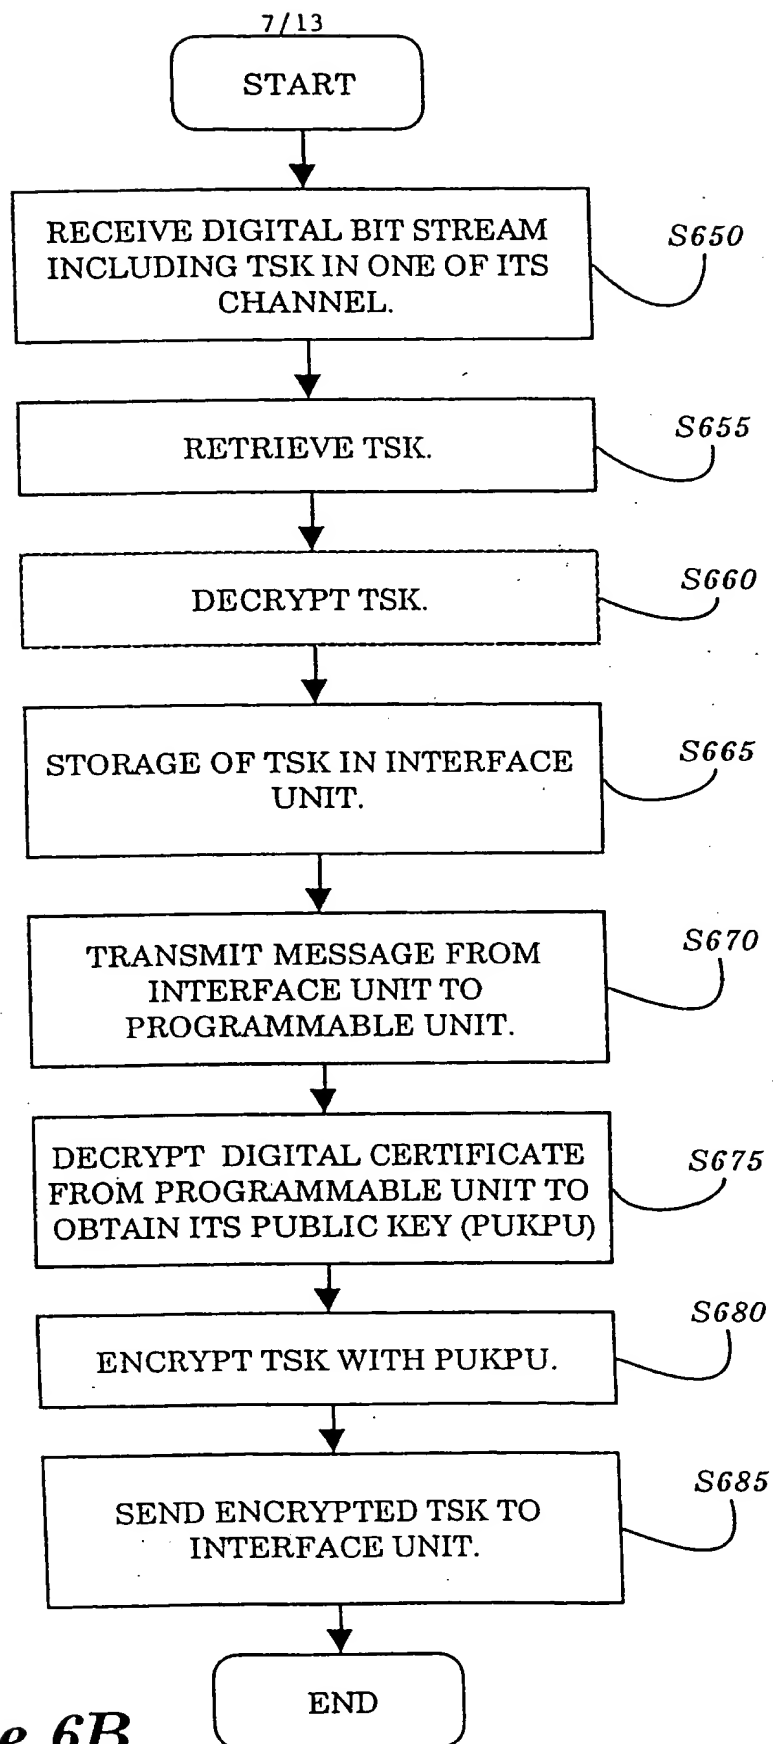 7/13
START
RECEIVE DIGITAL BIT STREAM
INCLUDING TSK IN ONE OF ITS
CHANNEL.
S650
RETRIEVE TSK.
S655
DECRYPT TSK.
S660
STORAGE OF TSK IN INTERFACE
UNIT.
S665
TRANSMIT MESSAGE FROM
INTERFACE UNIT TO
PROGRAMMABLE UNIT.
S670
DECRYPT DIGITAL CERTIFICATE
FROM PROGRAMMABLE UNIT TO
OBTAIN ITS PUBLIC KEY (PUKPU)
S675
ENCRYPT TSK WITH PUKPU.
S680
SEND ENCRYPTED TSK TO
INTERFACE UNIT.
S685
END
6B